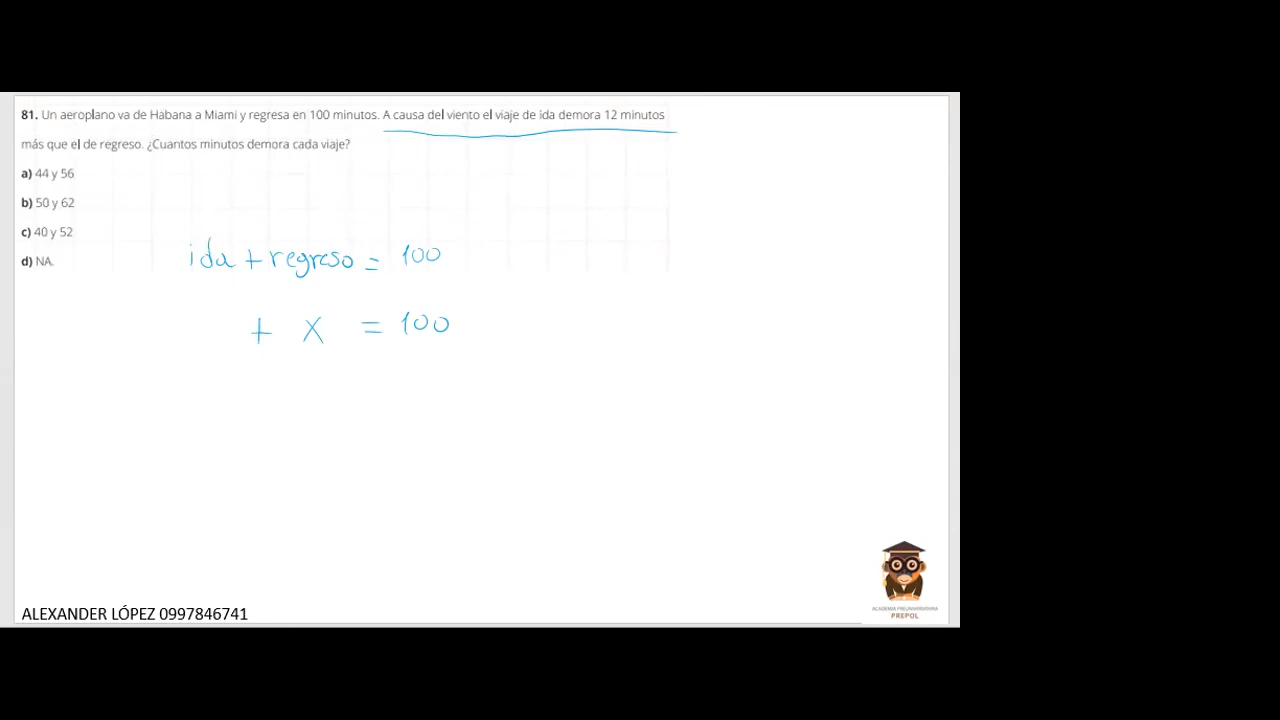 81. Un aeroplano va de Habana a Miami y regresa en 100 minutos. A causa del viento el viaje de ida demora 12 minutos
más que el de regreso. ¿Cuantos minutos demora cada viaje?
a) 44 y 56
b) 50 y 62
c) 40 y 52
d) NA.
ida + regreso = 100
+ x = 100
ACADEMIA PREUNIVERSITARIA
PREPOL
ALEXANDER LÓPEZ 0997846741